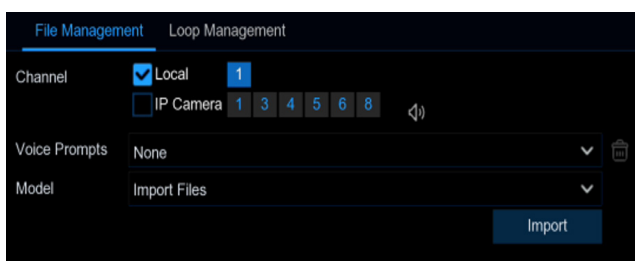 File Management Loop Management
Channel Local 1
IP Camera 1 3 4 5 6 8
Voice Prompts None
Model Import Files
Import